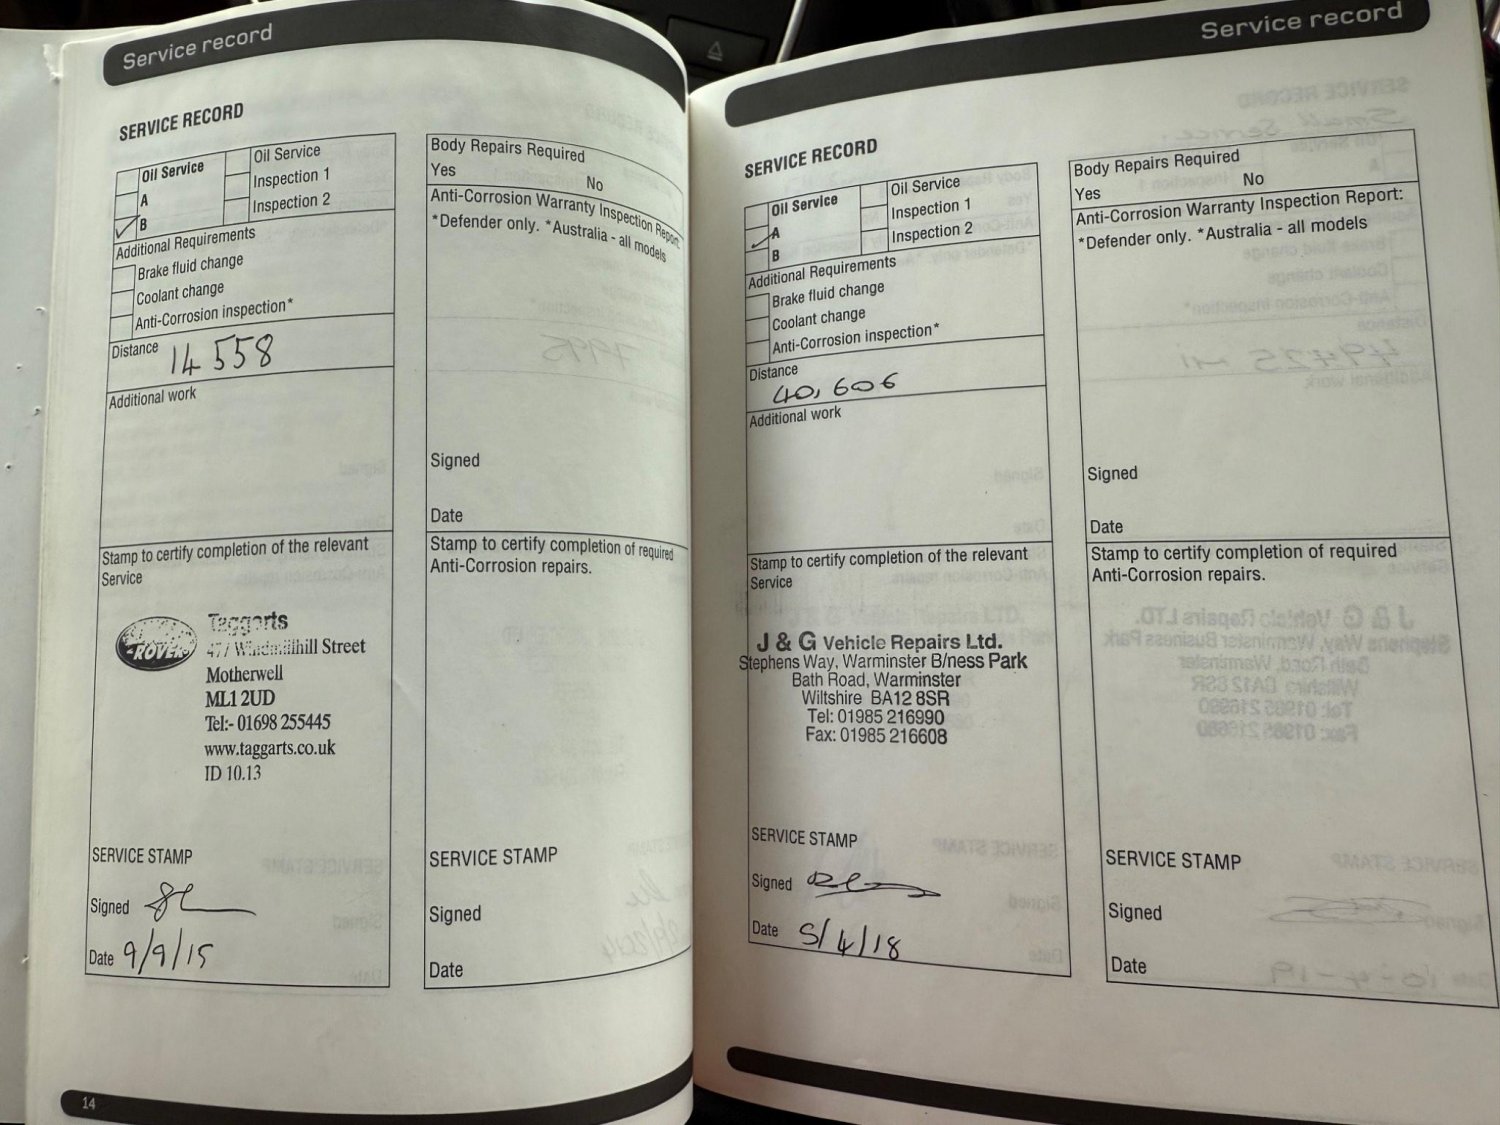 Service record
SERVICE RECORD
Oil Service
A
B
Oil Service
Inspection 1
Inspection 2
Additional Requirements
Brake fluid change
Coolant change
Anti-Corrosion inspection*
Distance 14 558
Additional work
Stamp to certify completion of the relevant
Service
ROVER
Taggarts
477 Windmillhill Street
Motherwell
ML1 2UD
Tel:- 01698 255445
www.taggarts.co.uk
ID 10.13
SERVICE STAMP
Signed
Date 9/9/15
Body Repairs Required
Yes No
Anti-Corrosion Warranty Inspection Report:
*Defender only. *Australia - all models
Signed
Date
Stamp to certify completion of required
Anti-Corrosion repairs.
SERVICE STAMP
Signed
Date
14
Service record
SERVICE RECORD
Oil Service
A
B
Oil Service
Inspection 1
Inspection 2
Additional Requirements
Brake fluid change
Coolant change
Anti-Corrosion inspection*
Distance
40,606
Additional work
Stamp to certify completion of the relevant
Service
J & G Vehicle Repairs Ltd.
Stephens Way, Warminster B/ness Park
Bath Road, Warminster
Wiltshire BA12 8SR
Tel: 01985 216990
Fax: 01985 216608
SERVICE STAMP
Signed
Date 5/4/18
Body Repairs Required
Yes No
Anti-Corrosion Warranty Inspection Report:
*Defender only. *Australia - all models
Signed
Date
Stamp to certify completion of required
Anti-Corrosion repairs.
SERVICE STAMP
Signed
Date